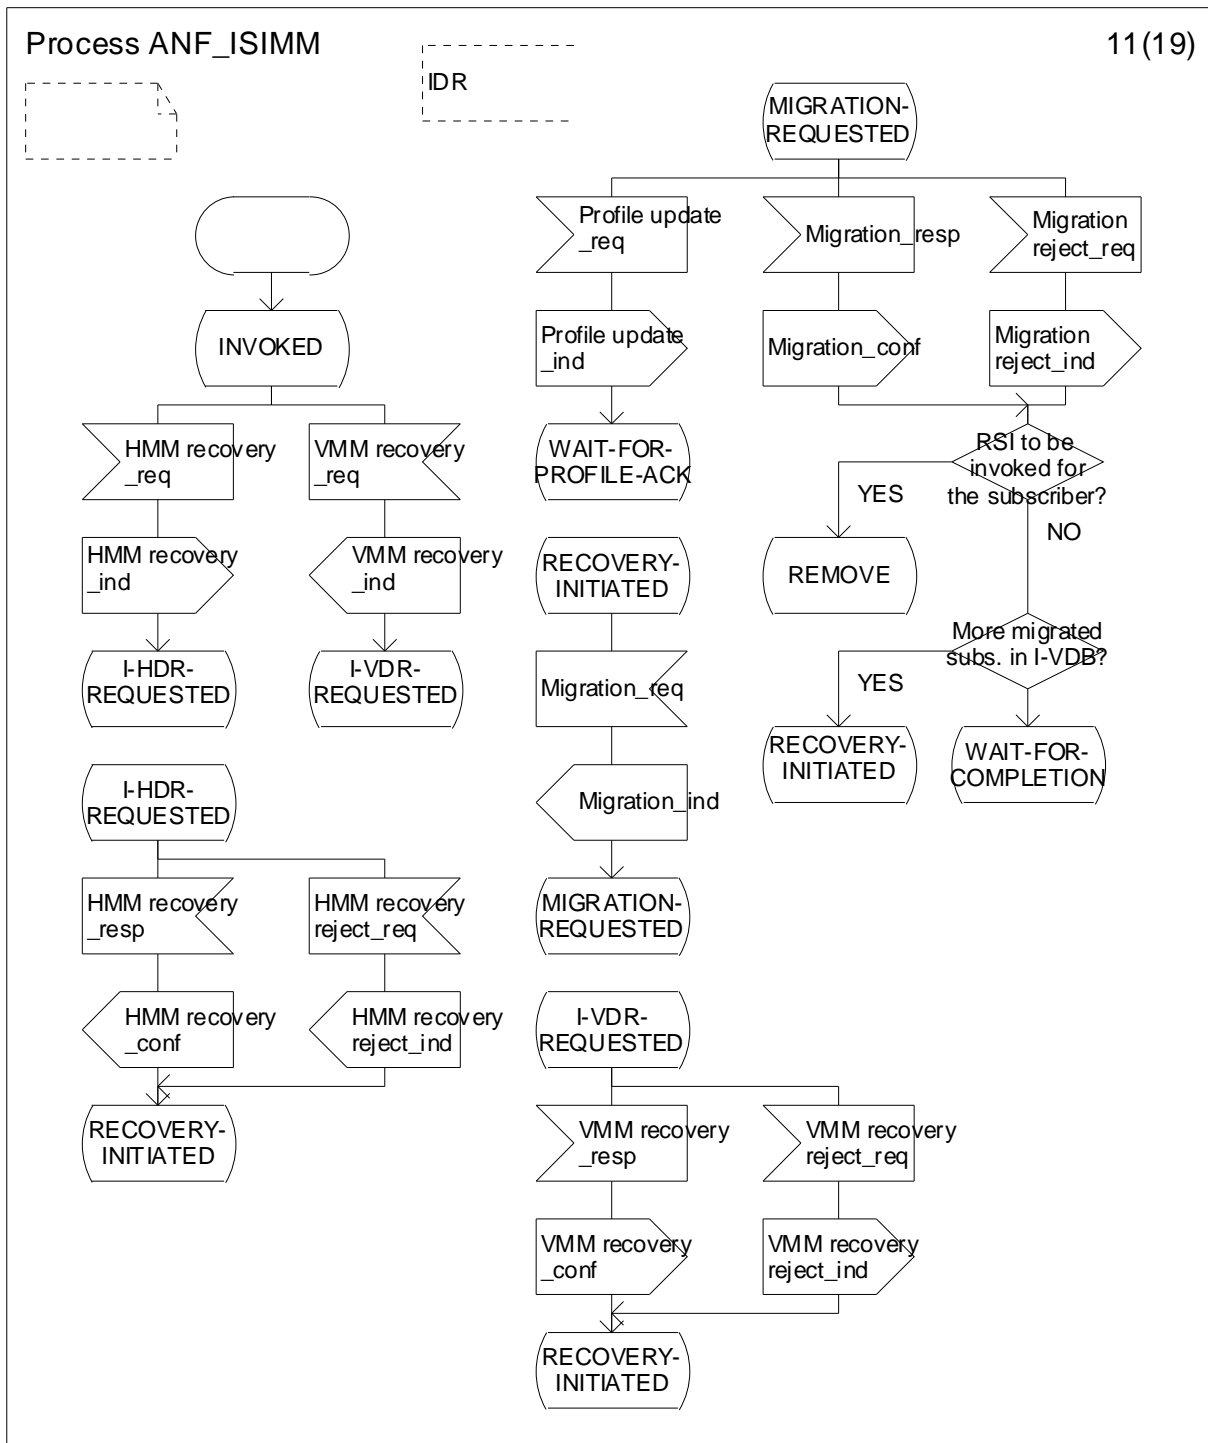 Process ANF_ISIMM
IDR
11(19)
INVOKED
HMM recovery
_req
VMM recovery
_req
HMM recovery
_ind
VMM recovery
_ind
I-HDR-
REQUESTED
I-VDR-
REQUESTED
I-HDR-
REQUESTED
HMM recovery
_resp
HMM recovery
reject_req
HMM recovery
_conf
HMM recovery
reject_ind
RECOVERY-
INITIATED
MIGRATION-
REQUESTED
Profile update
_req
Migration_resp
Migration
reject_req
Profile update
_ind
Migration_conf
Migration
reject_ind
WAIT-FOR-
PROFILE-ACK
RSI to be
invoked for
the subscriber?
YES
NO
REMOVE
More migrated
subs. in I-VDB?
YES
RECOVERY-
INITIATED
WAIT-FOR-
COMPLETION
RECOVERY-
INITIATED
Migration_req
Migration_ind
MIGRATION-
REQUESTED
I-VDR-
REQUESTED
VMM recovery
_resp
VMM recovery
reject_req
VMM recovery
_conf
VMM recovery
reject_ind
RECOVERY-
INITIATED